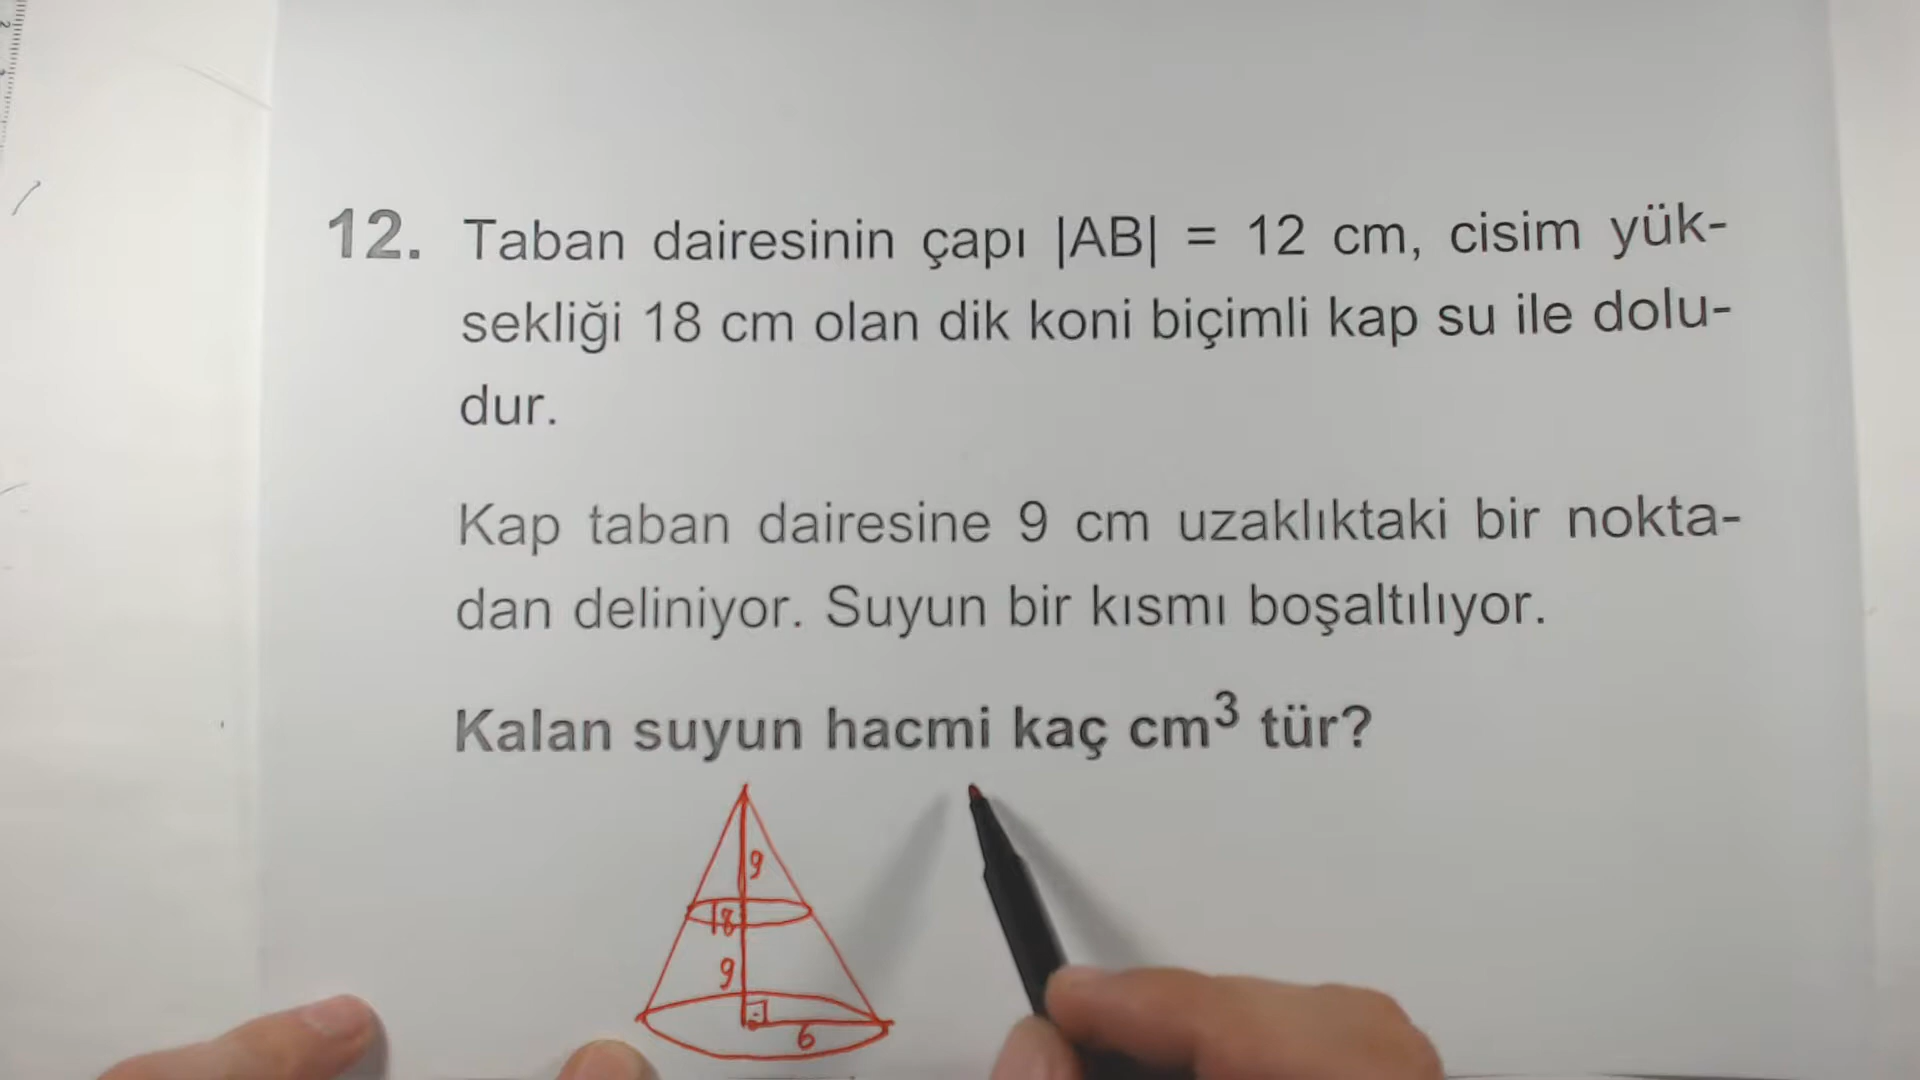 12. Taban dairesinin çapı |AB| = 12 cm, cisim yük-
sekliği 18 cm olan dik koni biçimli kap su ile dolu-
dur.
Kap taban dairesine 9 cm uzaklıktaki bir nokta-
dan deliniyor. Suyun bir kısmı boşaltılıyor.
Kalan suyun hacmi kaç cm³ tür?
9
18
9
6